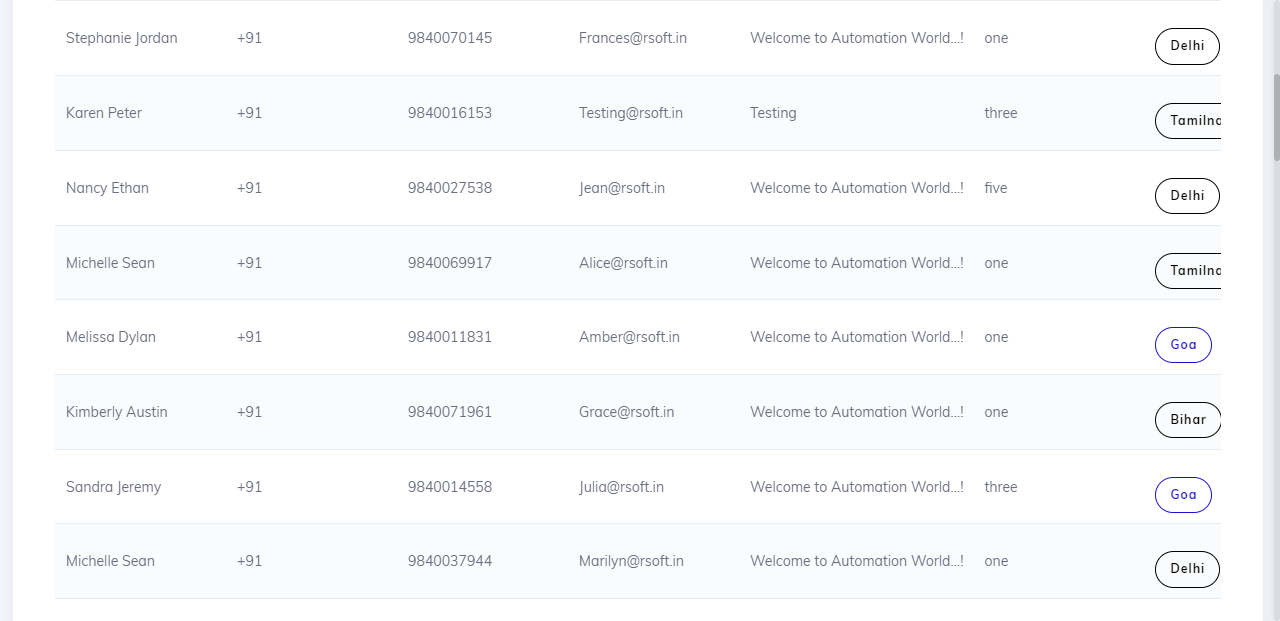 Stephanie Jordan +91 9840070145 Frances@rsoft.in Welcome to Automation World...! one Delhi
Karen Peter +91 9840016153 Testing@rsoft.in Testing three Tamilna
Nancy Ethan +91 9840027538 Jean@rsoft.in Welcome to Automation World...! five Delhi
Michelle Sean +91 9840069917 Alice@rsoft.in Welcome to Automation World...! one Tamilna
Melissa Dylan +91 9840011831 Amber@rsoft.in Welcome to Automation World...! one Goa
Kimberly Austin +91 9840071961 Grace@rsoft.in Welcome to Automation World...! one Bihar
Sandra Jeremy +91 9840014558 Julia@rsoft.in Welcome to Automation World...! three Goa
Michelle Sean +91 9840037944 Marilyn@rsoft.in Welcome to Automation World...! one Delhi